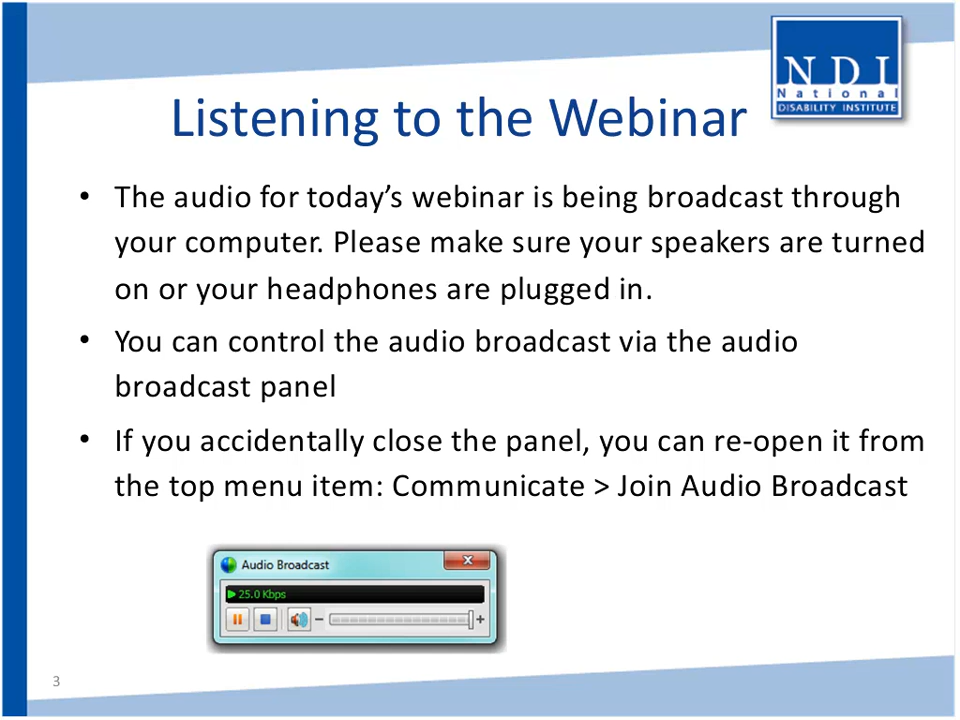 NDI
National
DISABILITY INSTITUTE
Listening to the Webinar
• The audio for today’s webinar is being broadcast through
your computer. Please make sure your speakers are turned
on or your headphones are plugged in.
• You can control the audio broadcast via the audio
broadcast panel
• If you accidentally close the panel, you can re-open it from
the top menu item: Communicate > Join Audio Broadcast
Audio Broadcast
25.0 Kbps
3